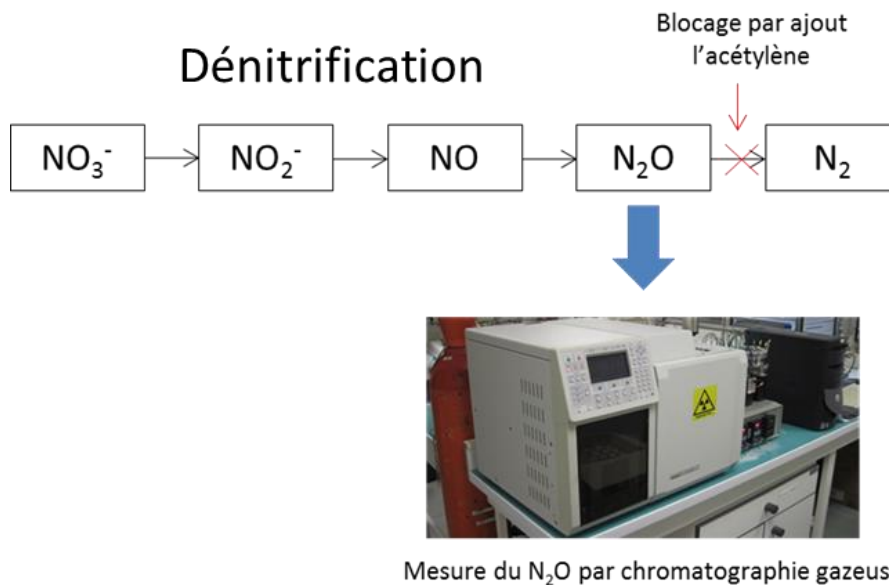 Blocage par ajout
l’acétylène
Dénitrification
NO₃⁻
NO₂⁻
NO
N₂O
N₂
Mesure du N₂O par chromatographie gazeus